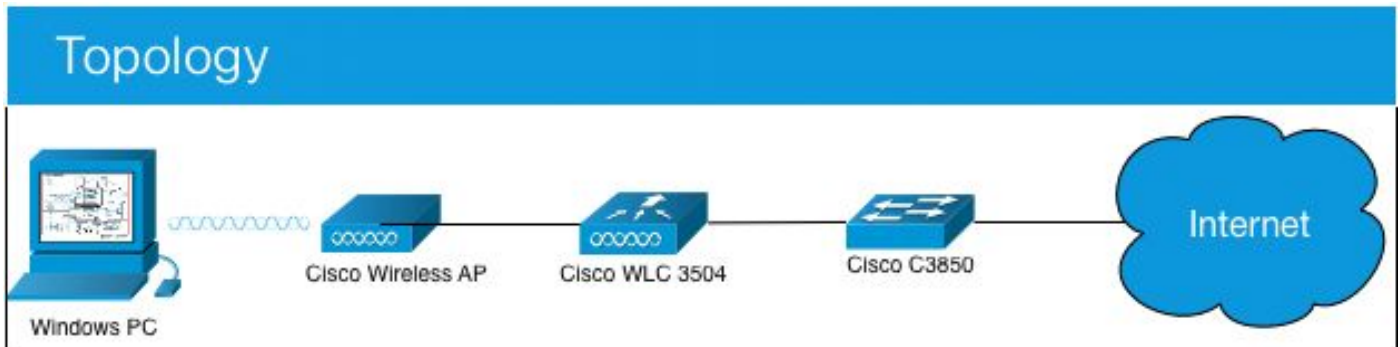 Topology
Internet
Cisco Wireless AP
Cisco WLC 3504
Cisco C3850
Windows PC